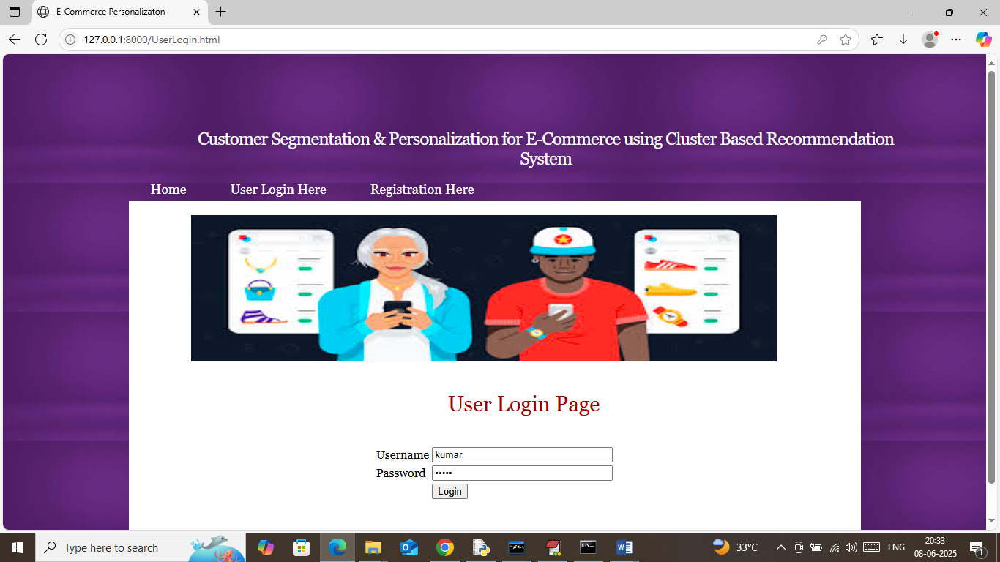 E-Commerce Personalizaton
127.0.0.1:8000/UserLogin.html
Customer Segmentation & Personalization for E-Commerce using Cluster Based Recommendation
System
Home User Login Here Registration Here
User Login Page
Username kumar
Password •••••
Login
Type here to search
33°C
ENG
20:33
08-06-2025
1